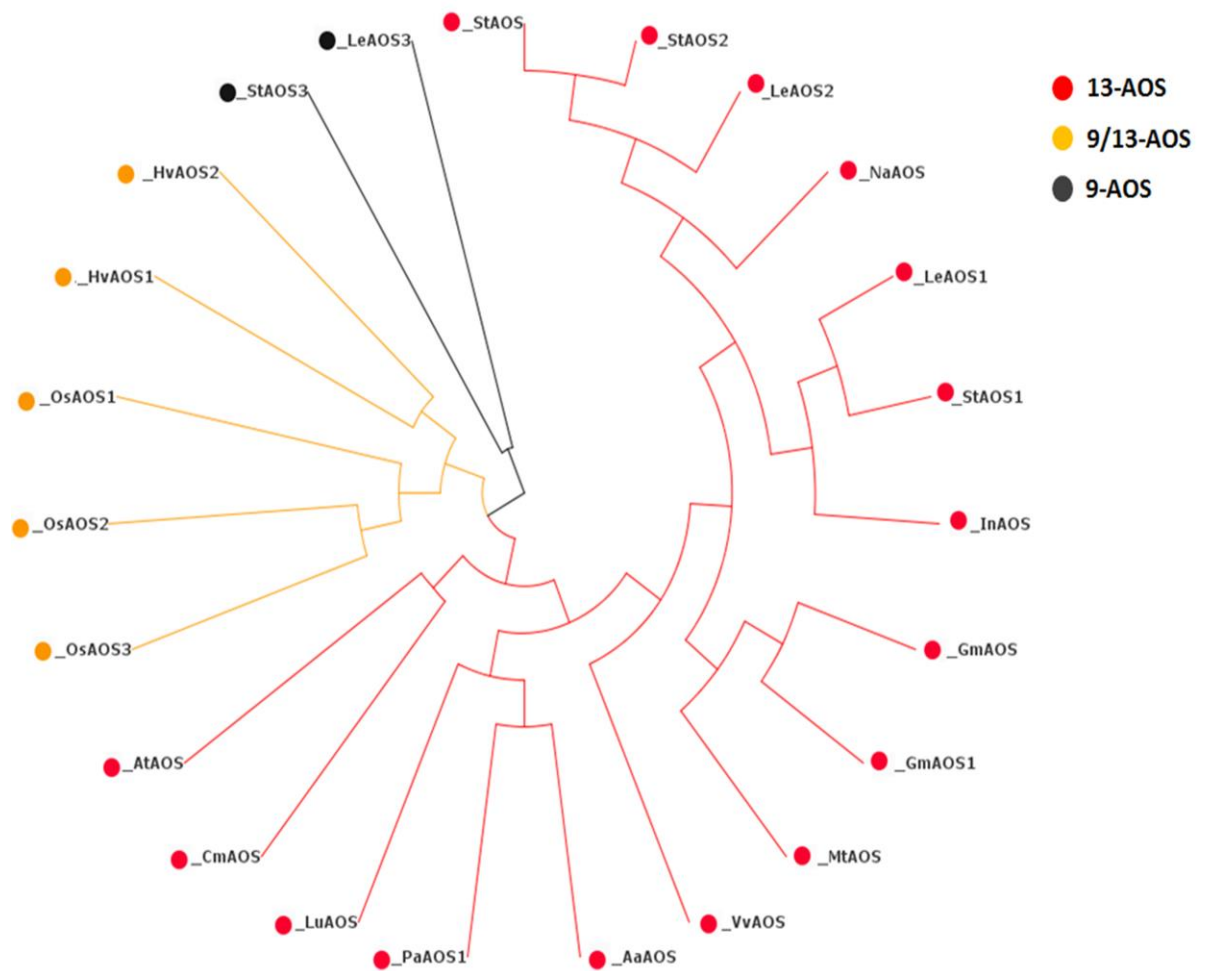 _StAOS
_StAOS2
_LeAOS3
_LeAOS2
_StAOS3
_HvAOS2
_NaAOS
_HvAOS1
_LeAOS1
_OsAOS1
_StAOS1
_OsAOS2
_InAOS
_OsAOS3
_GmAOS
_AtAOS
_GmAOS1
_CmAOS
_MtAOS
_LuAOS
_VvAOS
_PaAOS1
_AaAOS
13-AOS
9/13-AOS
9-AOS